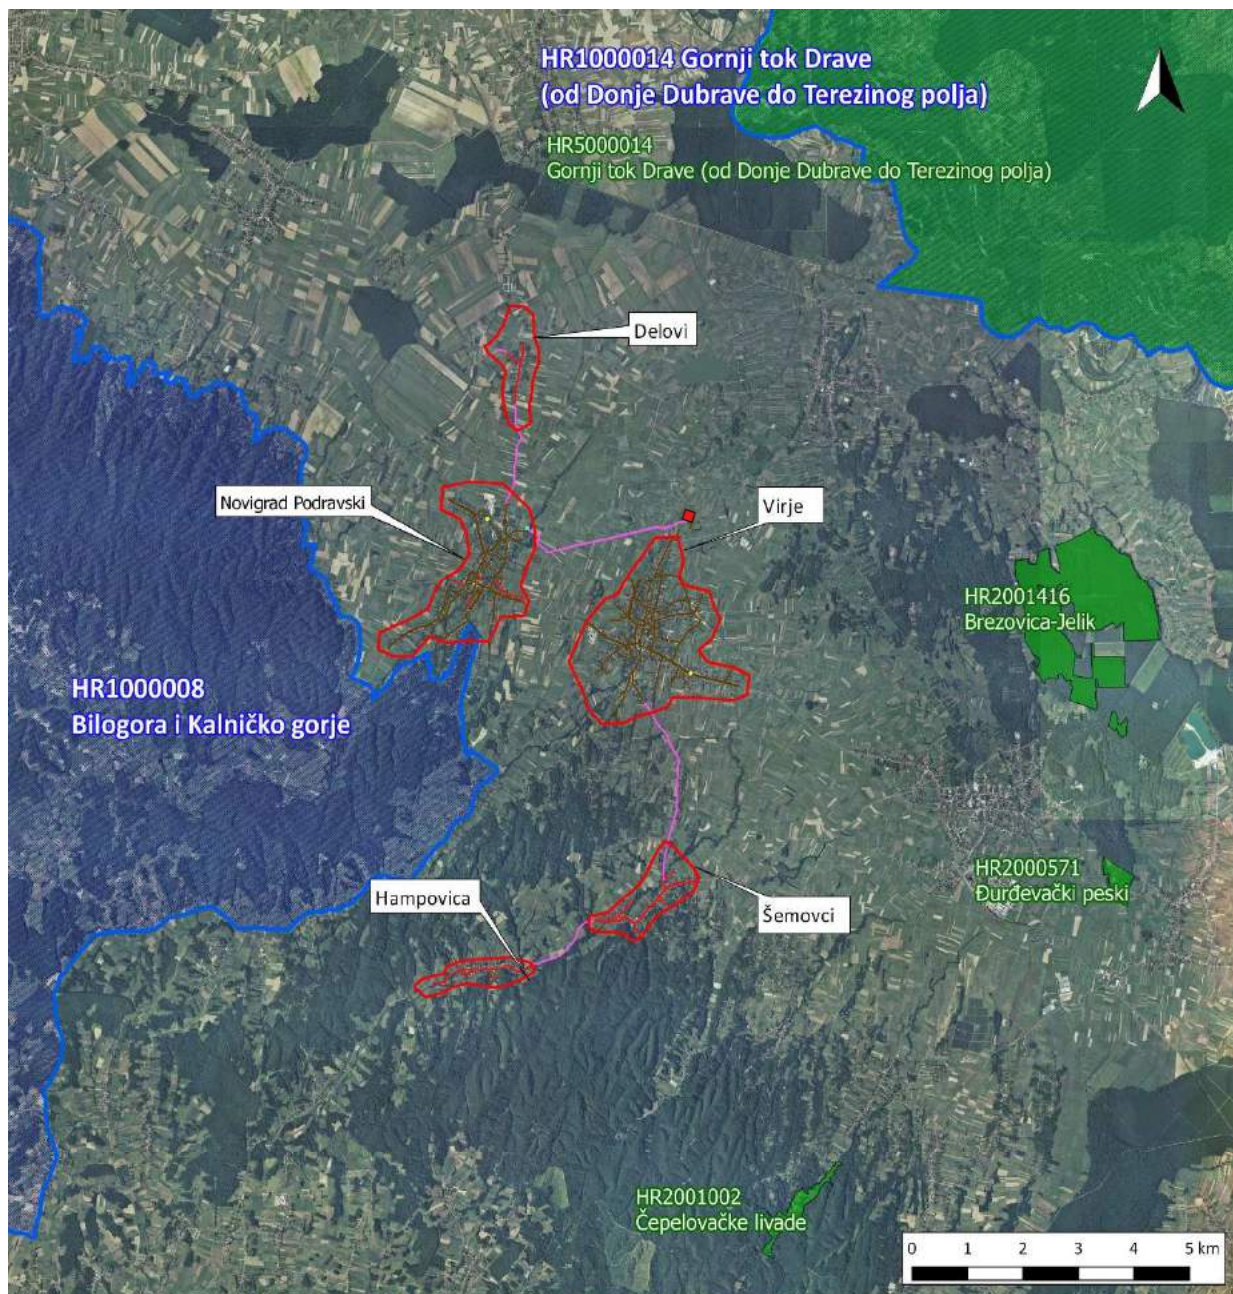 HR1000014 Gornji tok Drave
(od Donje Dubrave do Terezinog polja)
HR5000014
Gornji tok Drave (od Donje Dubrave do Terezinog polja)
Delovi
Novigrad Podravski
Virje
HR2001416
Brezovica-Jelik
HR1000008
Bilogora i Kalničko gorje
HR2000571
Đurđevački peski
Hampovica
Šemovci
HR2001002
Čepelovačke livade
0 1 2 3 4 5 km